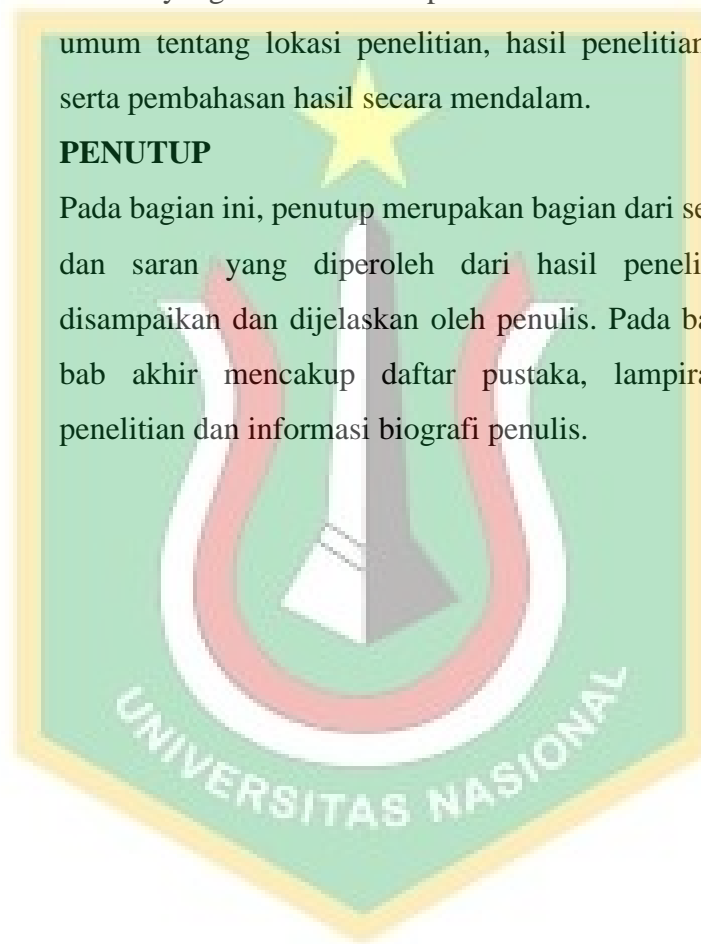 umum tentang lokasi penelitian, hasil penelitian
serta pembahasan hasil secara mendalam.
PENUTUP
Pada bagian ini, penutup merupakan bagian dari se
dan saran yang diperoleh dari hasil peneli
disampaikan dan dijelaskan oleh penulis. Pada ba
bab akhir mencakup daftar pustaka, lampira
penelitian dan informasi biografi penulis.
UNIVERSITAS NASIONAL